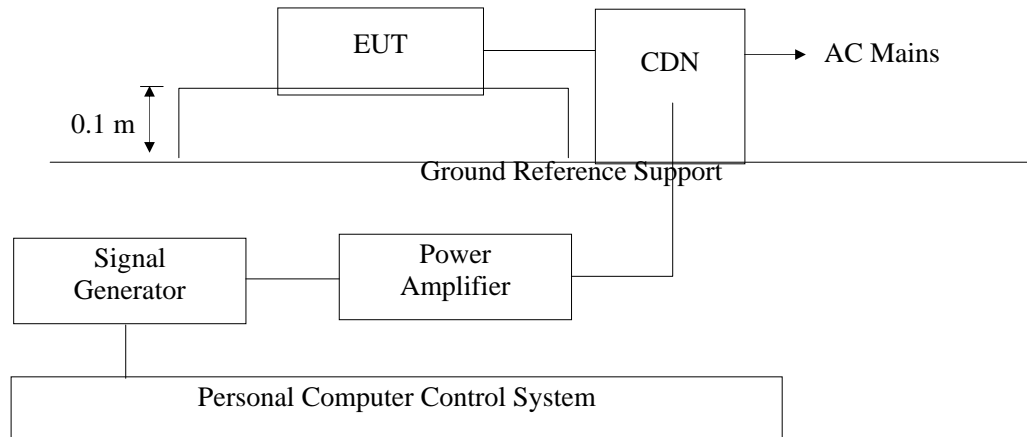 EUT
CDN
AC Mains
0.1 m
Ground Reference Support
Signal
Generator
Power
Amplifier
Personal Computer Control System